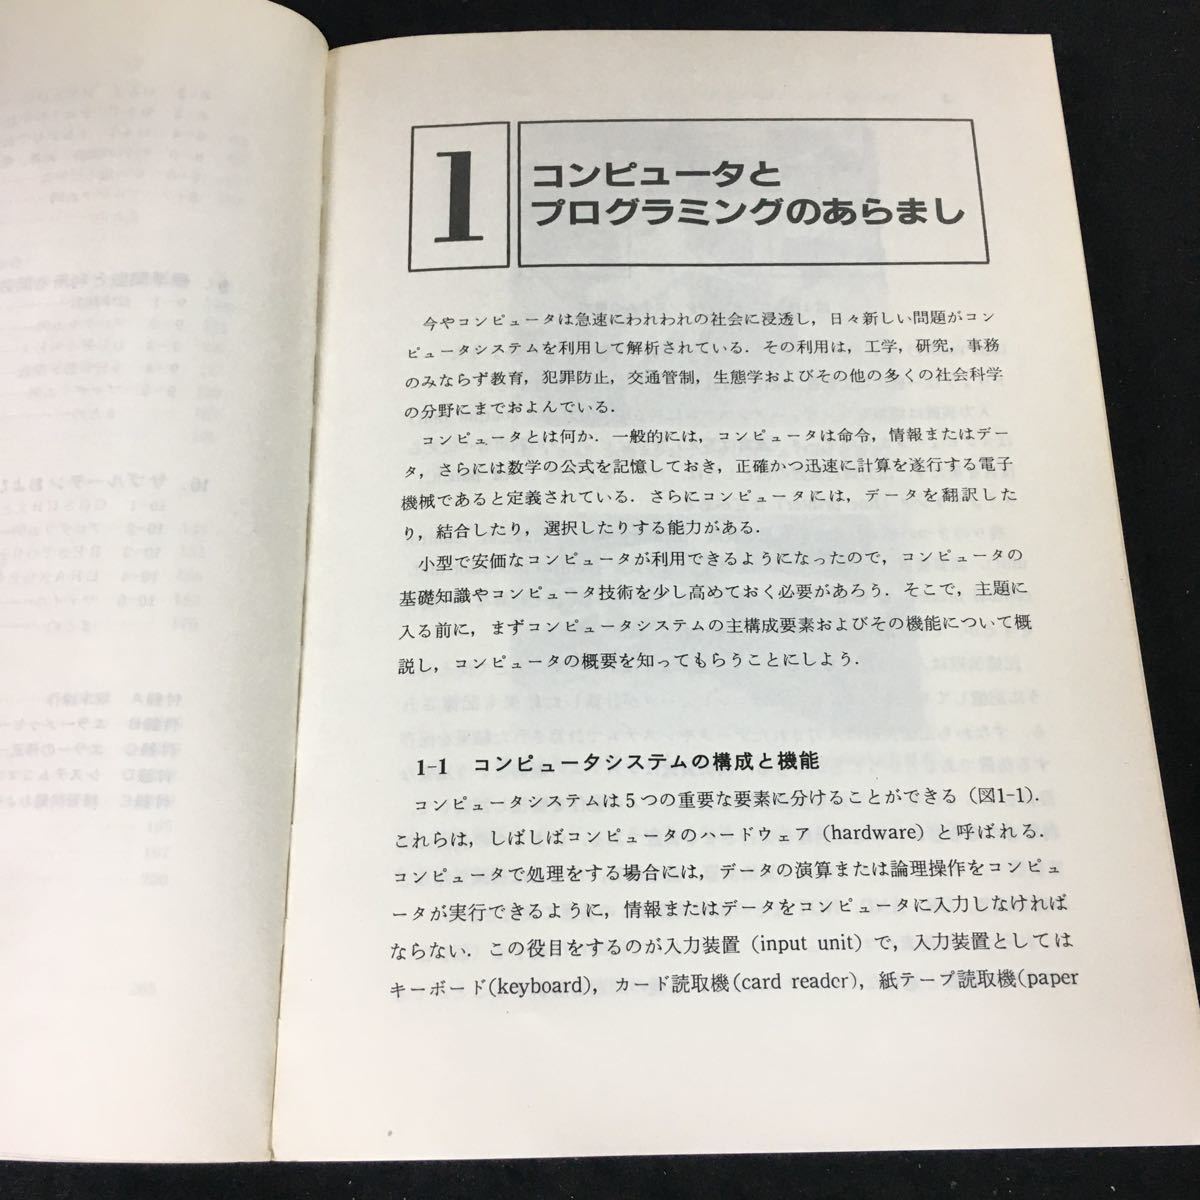 1
コンピュータと
プログラミングのあらまし
今やコンピュータは急速にわれわれの社会に浸透し，日々新しい問題がコン
ピュータシステムを利用して解析されている．その利用は，工学，研究，事務
のみならず教育，犯罪防止，交通管制，生態学およびその他の多くの社会科学
の分野にまでおよんでいる．
コンピュータとは何か．一般的には，コンピュータは命令，情報またはデー
タ，さらには数学の公式を記憶しておき，正確かつ迅速に計算を遂行する電子
機械であると定義されている．さらにコンピュータには，データを翻訳した
り，結合したり，選択したりする能力がある．
小型で安価なコンピュータが利用できるようになったので，コンピュータの
基礎知識やコンピュータ技術を少し高めておく必要があろう．そこで，主題に
入る前に，まずコンピュータシステムの主構成要素およびその機能について概
説し，コンピュータの概要を知ってもらうことにしよう．
1-1 コンピュータシステムの構成と機能
コンピュータシステムは5つの重要な要素に分けることができる（図1-1）．
これらは，しばしばコンピュータのハードウェア（hardware）と呼ばれる．
コンピュータで処理をする場合には，データの演算または論理操作をコンピュ
ータが実行できるように，情報またはデータをコンピュータに入力しなければ
ならない．この役目をするのが入力装置（input unit）で，入力装置としては
キーボード(keyboard)，カード読取機(card reader)，紙テープ読取機(paper